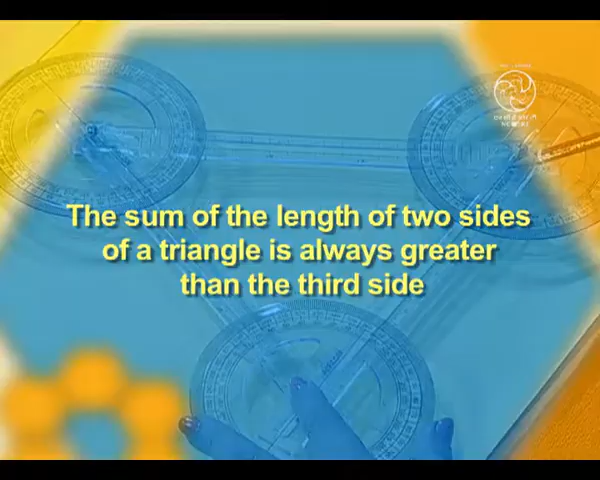 The sum of the length of two sides
of a triangle is always greater
than the third side